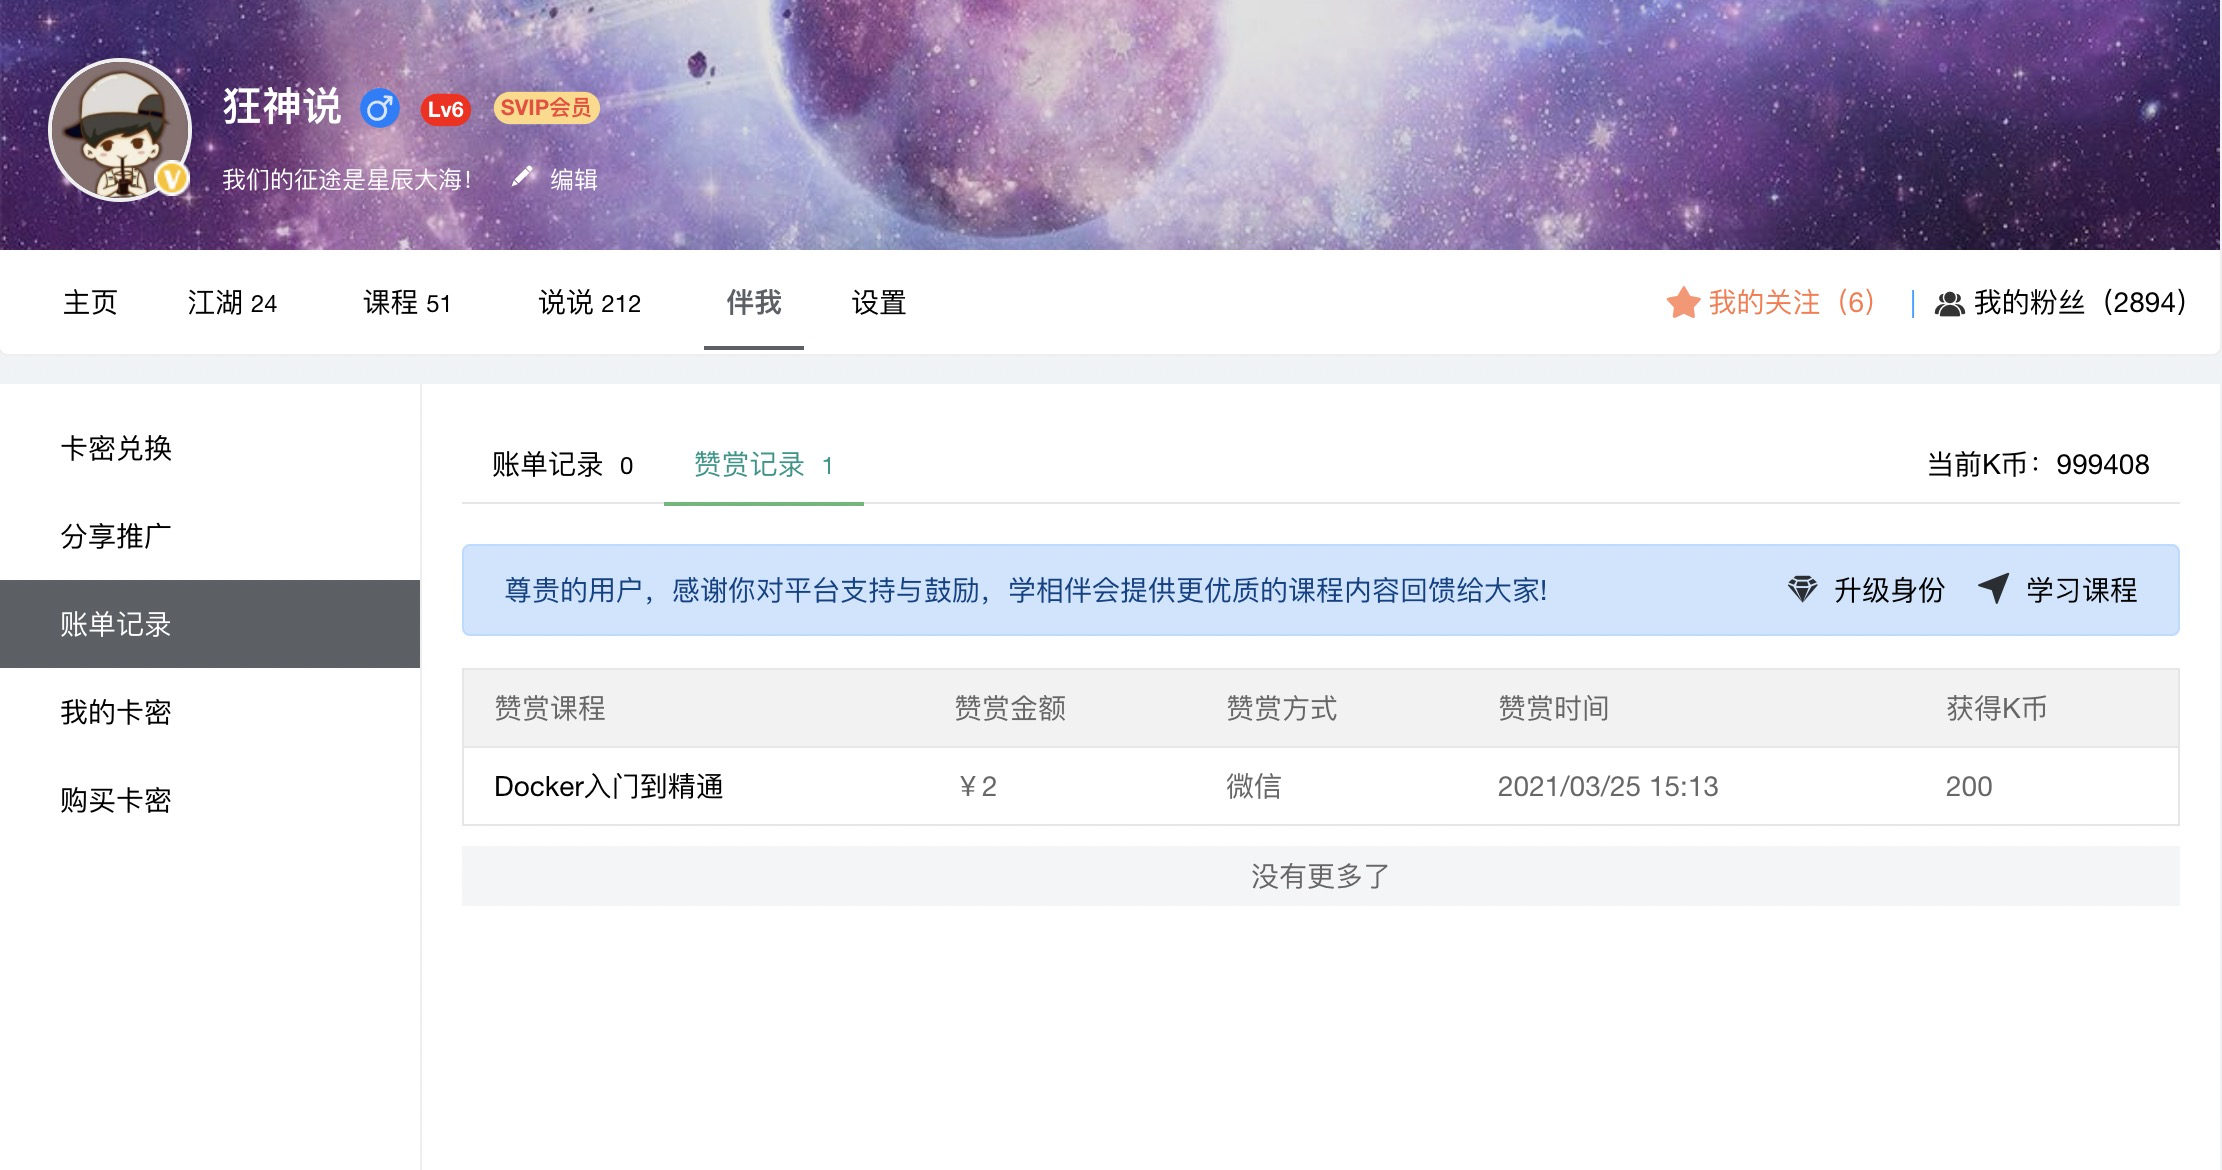 狂神说 Lv6 SVIP会员
V
我们的征途是星辰大海! 编辑
主页 江湖 24 课程 51 说说 212 伴我 设置 我的关注（6） | 我的粉丝（2894）
卡密兑换
分享推广
账单记录
我的卡密
购买卡密
账单记录 0 赞赏记录 1 当前K币：999408
尊贵的用户，感谢你对平台支持与鼓励，学相伴会提供更优质的课程内容回馈给大家! 升级身份 学习课程
赞赏课程 赞赏金额 赞赏方式 赞赏时间 获得K币
Docker入门到精通 ￥2 微信 2021/03/25 15:13 200
没有更多了